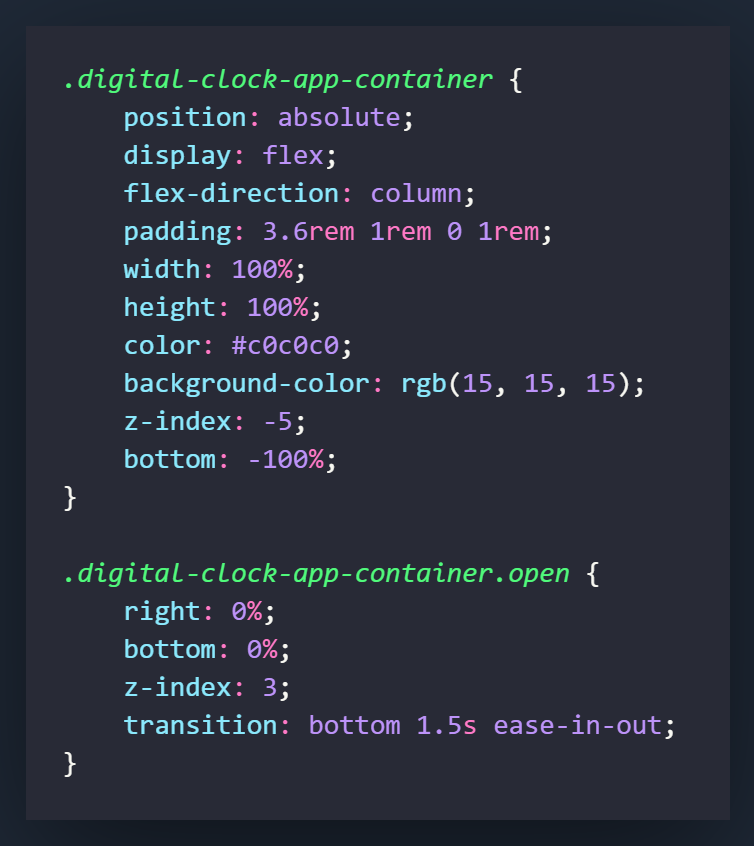 .digital-clock-app-container {
    position: absolute;
    display: flex;
    flex-direction: column;
    padding: 3.6rem 1rem 0 1rem;
    width: 100%;
    height: 100%;
    color: #c0c0c0;
    background-color: rgb(15, 15, 15);
    z-index: -5;
    bottom: -100%;
}

.digital-clock-app-container.open {
    right: 0%;
    bottom: 0%;
    z-index: 3;
    transition: bottom 1.5s ease-in-out;
}